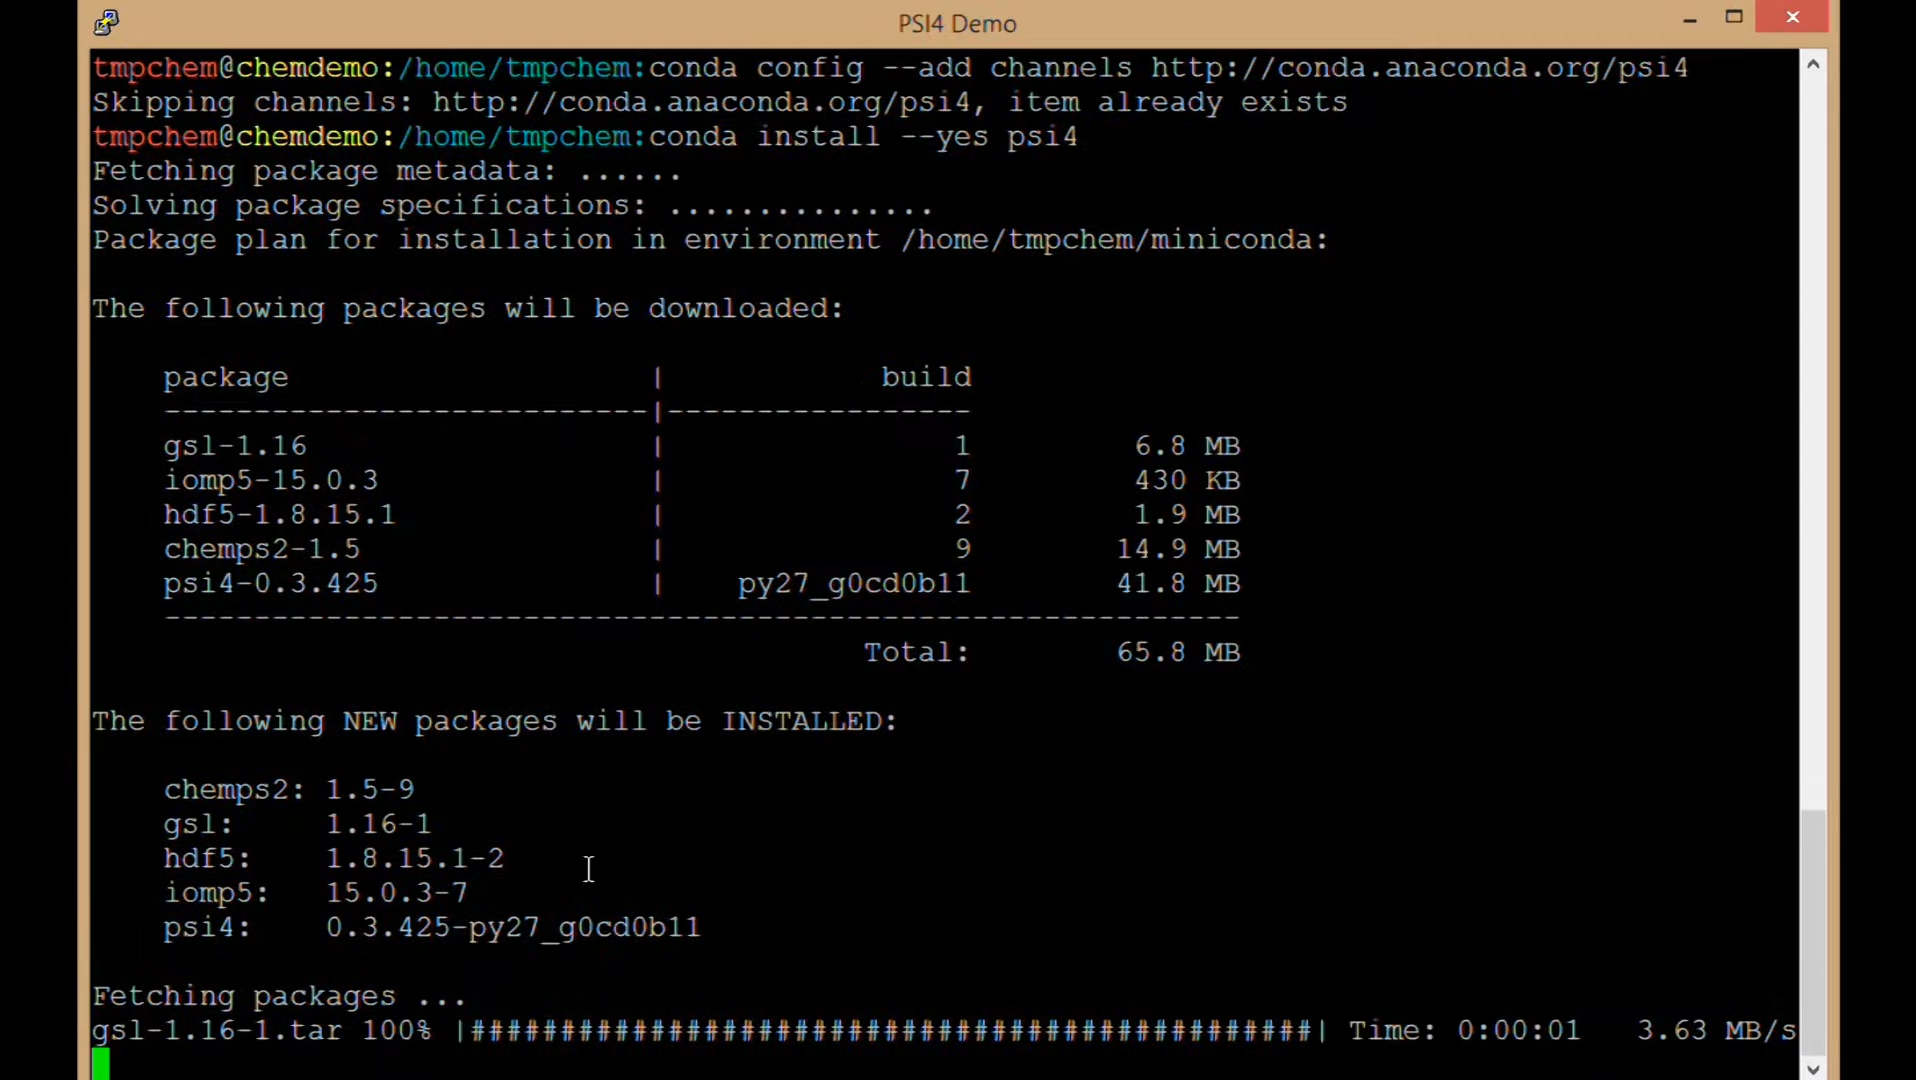 PSI4 Demo
tmpchem@chemdemo:/home/tmpchem:conda config --add channels http://conda.anaconda.org/psi4
Skipping channels: http://conda.anaconda.org/psi4, item already exists
tmpchem@chemdemo:/home/tmpchem:conda install --yes psi4
Fetching package metadata: ......
Solving package specifications: ...............
Package plan for installation in environment /home/tmpchem/miniconda:
The following packages will be downloaded:
package | build
---------------------------|-----------------
gsl-1.16 | 1 6.8 MB
iomp5-15.0.3 | 7 430 KB
hdf5-1.8.15.1 | 2 1.9 MB
chemps2-1.5 | 9 14.9 MB
psi4-0.3.425 | py27_g0cd0b11 41.8 MB
------------------------------------------------------------
Total: 65.8 MB
The following NEW packages will be INSTALLED:
chemps2: 1.5-9
gsl: 1.16-1
hdf5: 1.8.15.1-2
iomp5: 15.0.3-7
psi4: 0.3.425-py27_g0cd0b11
Fetching packages ...
gsl-1.16-1.tar 100% |###############################################| Time: 0:00:01 3.63 MB/s